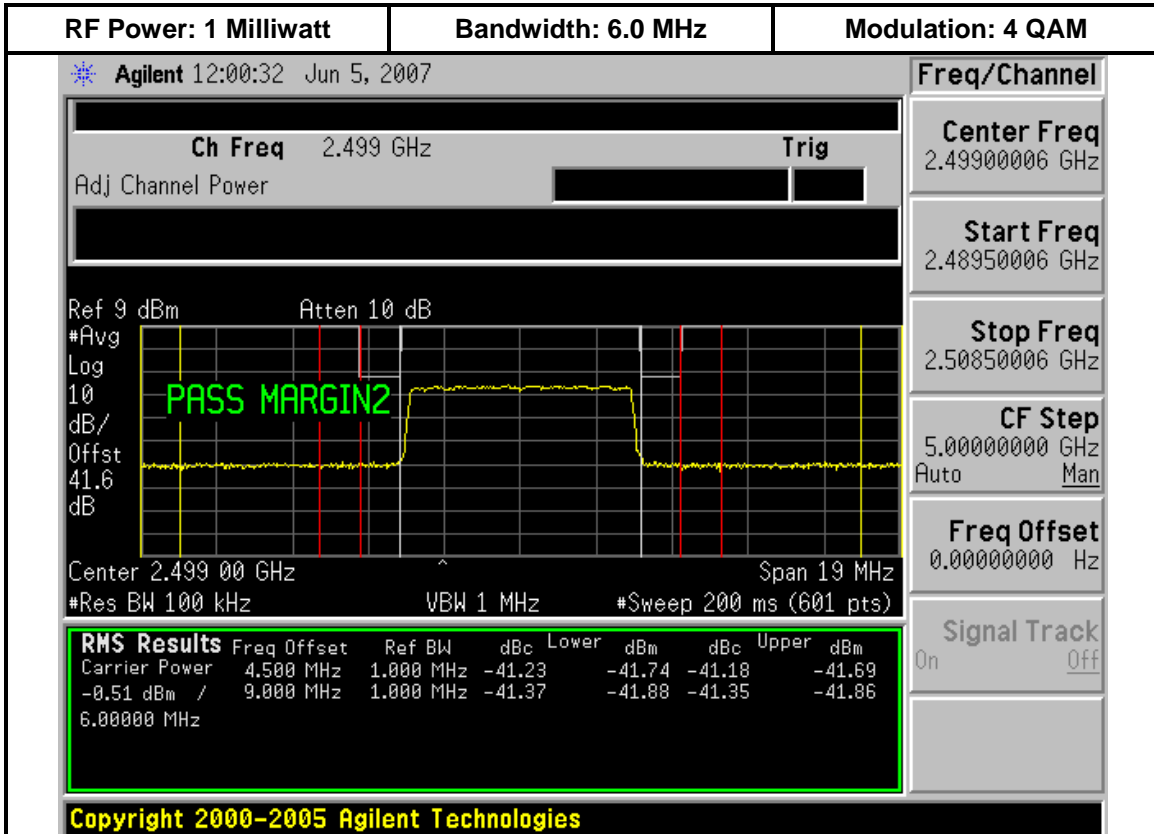 RF Power: 1 Milliwatt Bandwidth: 6.0 MHz Modulation: 4 QAM
Agilent 12:00:32 Jun 5, 2007 Freq/Channel
Ch Freq 2.499 GHz Trig
Adj Channel Power
Center Freq
2.49900006 GHz
Start Freq
2.48950006 GHz
Stop Freq
2.50850006 GHz
CF Step
5.00000000 GHz
Auto Man
Freq Offset
0.00000000 Hz
Signal Track
On Off
Ref 9 dBm Atten 10 dB
#Avg
Log
10
dB/
Offst
41.6
dB
PASS MARGIN2
Center 2.499 00 GHz ^ Span 19 MHz
#Res BW 100 kHz VBW 1 MHz #Sweep 200 ms (601 pts)
RMS Results Freq Offset Ref BW dBc Lower dBm dBc Upper dBm
Carrier Power 4.500 MHz 1.000 MHz -41.23 -41.74 -41.18 -41.69
-0.51 dBm / 9.000 MHz 1.000 MHz -41.37 -41.88 -41.35 -41.86
6.00000 MHz
Copyright 2000-2005 Agilent Technologies